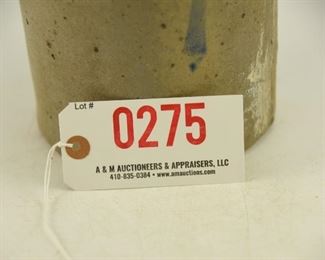 Lot #
0275
A & M AUCTIONEERS & APPRAISERS, LLC
410-835-0384 • www.amauctions.com